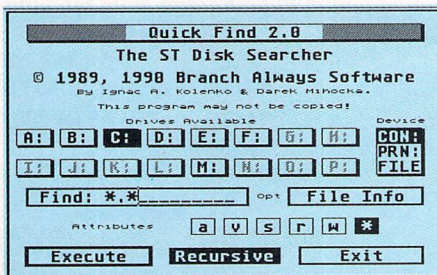 Quick Find 2.0
The ST Disk Searcher
© 1989, 1990 Branch Always Software
By Ignac A. Kolenko & Darek Mihocka.
This program may not be copied!
Drives Available Device
A: B: C: D: E: F: G: H: CON:
PRN:
I: J: K: L: M: N: O: P: FILE
Find: *.*_________ Opt File Info
Attributes a v s r w *
Execute Recursive Exit